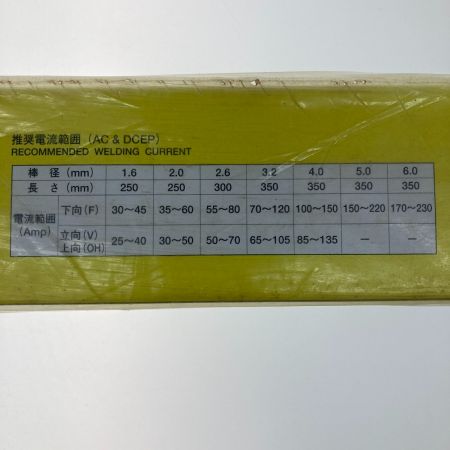 推奨電流範囲 (AC & DCEP)
RECOMMENDED WELDING CURRENT
棒 径 (mm) 1.6 2.0 2.6 3.2 4.0 5.0 6.0
長 さ (mm) 250 250 300 350 350 350 350
電流範囲 (Amp) 下向 (F) 30〜45 35〜60 55〜80 70〜120 100〜150 150〜220 170〜230
立向 (V) 上向 (OH) 25〜40 30〜50 50〜70 65〜105 85〜135 — —